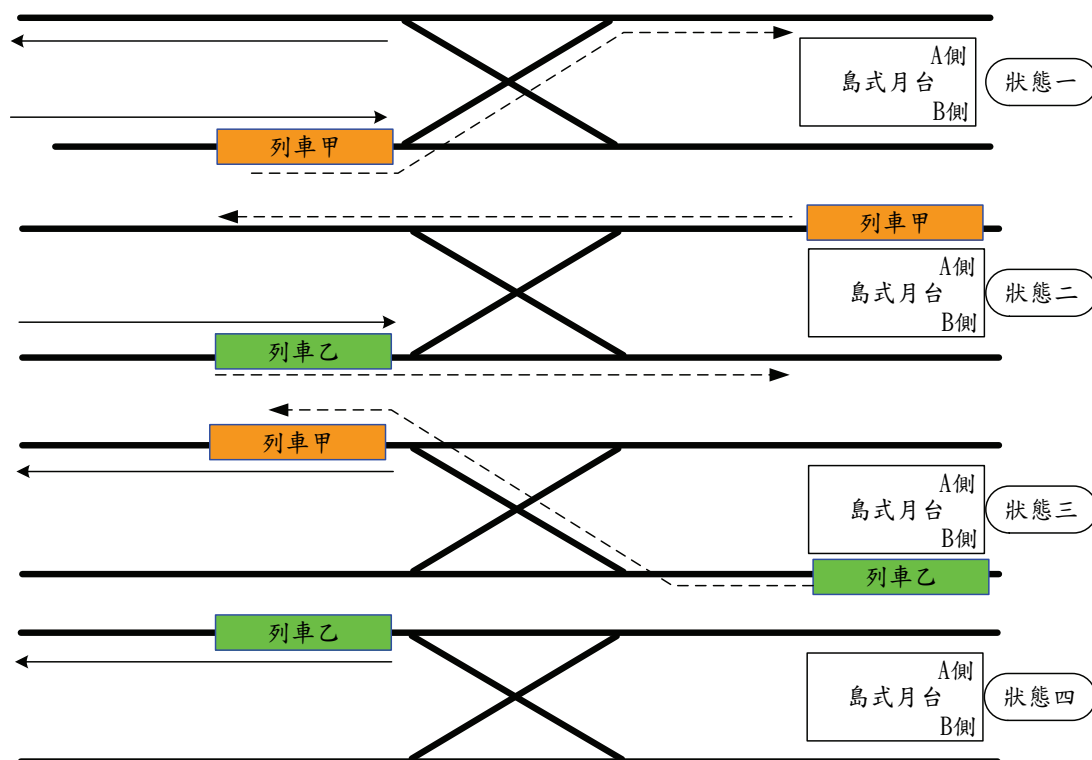 A側
島式月台
B側
狀態一
列車甲
列車甲
A側
島式月台
B側
狀態二
列車乙
列車甲
A側
島式月台
B側
狀態三
列車乙
列車乙
A側
島式月台
B側
狀態四